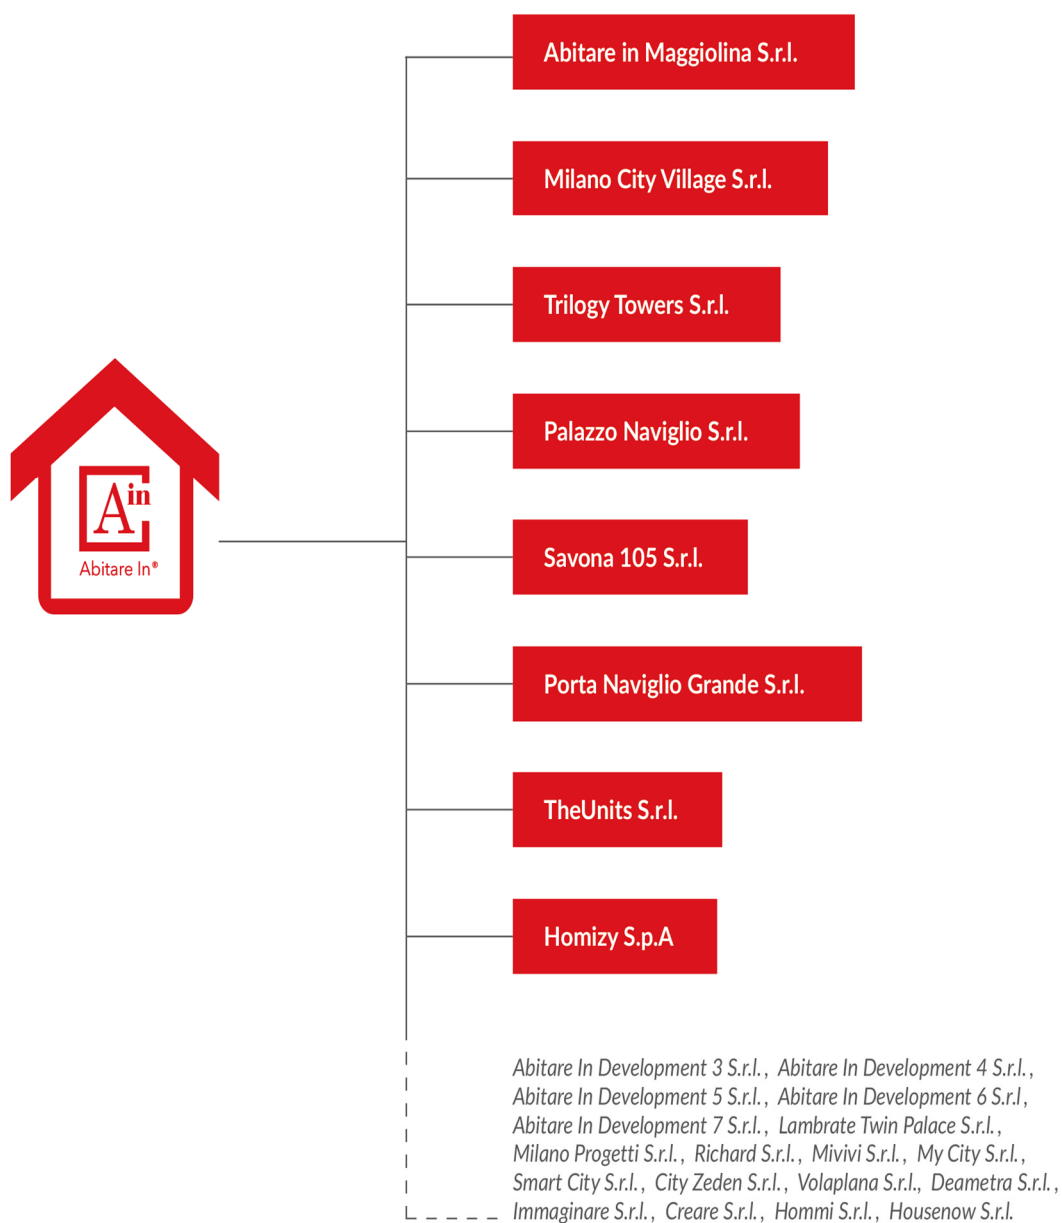 Abitare in Maggiolina S.r.l.
Milano City Village S.r.l.
Trilogy Towers S.r.l.
Palazzo Naviglio S.r.l.
Ain
Abitare In®
Savona 105 S.r.l.
Porta Naviglio Grande S.r.l.
TheUnits S.r.l.
Homizy S.p.A
Abitare In Development 3 S.r.l., Abitare In Development 4 S.r.l.,
Abitare In Development 5 S.r.l., Abitare In Development 6 S.r.l,
Abitare In Development 7 S.r.l., Lambrate Twin Palace S.r.l.,
Milano Progetti S.r.l., Richard S.r.l., Mivivi S.r.l., My City S.r.l.,
Smart City S.r.l., City Zeden S.r.l., Volaplana S.r.l., Deametra S.r.l.,
Immaginare S.r.l., Creare S.r.l., Hommi S.r.l., Housenow S.r.l.